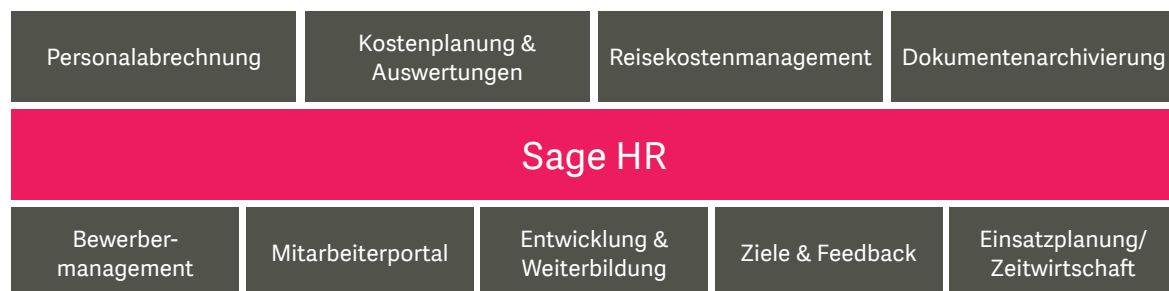 Personalabrechnung
Kostenplanung &
Auswertungen
Reisekostenmanagement
Dokumentenarchivierung
Sage HR
Bewerber-
management
Mitarbeiterportal
Entwicklung &
Weiterbildung
Ziele & Feedback
Einsatzplanung/
Zeitwirtschaft